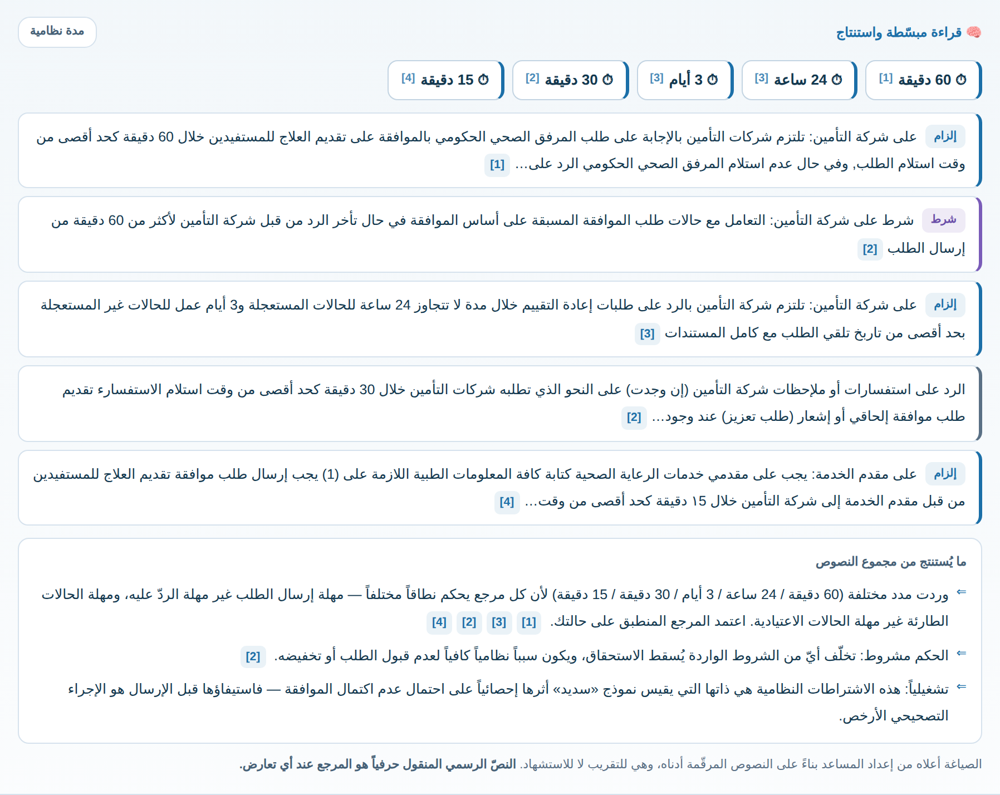 🧠 قراءة مبسّطة واستنتاج
مدة نظامية
⏱ 60 دقيقة [1]
⏱ 24 ساعة [3]
⏱ 3 أيام [3]
⏱ 30 دقيقة [2]
⏱ 15 دقيقة [4]
إلزام على شركة التأمين: تلتزم شركات التأمين بالإجابة على طلب المرفق الصحي الحكومي بالموافقة على تقديم العلاج للمستفيدين خلال 60 دقيقة كحد أقصى من
وقت استلام الطلب, وفي حال عدم استلام المرفق الصحي الحكومي الرد على… [1]
شرط شرط على شركة التأمين: التعامل مع حالات طلب الموافقة المسبقة على أساس الموافقة في حال تأخر الرد من قبل شركة التأمين لأكثر من 60 دقيقة من
إرسال الطلب [2]
إلزام على شركة التأمين: تلتزم شركة التأمين بالرد على طلبات إعادة التقييم خلال مدة لا تتجاوز 24 ساعة للحالات المستعجلة و3 أيام عمل للحالات غير المستعجلة
بحد أقصى من تاريخ تلقي الطلب مع كامل المستندات [3]
الرد على استفسارات أو ملاحظات شركة التأمين (إن وجدت) على النحو الذي تطلبه شركات التأمين خلال 30 دقيقة كحد أقصى من وقت استلام الاستفسارء تقديم
طلب موافقة إلحاقي أو إشعار (طلب تعزيز) عند وجود… [2]
إلزام على مقدم الخدمة: يجب على مقدمي خدمات الرعاية الصحية كتابة كافة المعلومات الطبية اللازمة على (1) يجب إرسال طلب موافقة تقديم العلاج للمستفيدين
من قبل مقدم الخدمة إلى شركة التأمين خلال ١5 دقيقة كحد أقصى من وقت… [4]
ما يُستنتج من مجموع النصوص
⇐ وردت مدد مختلفة (60 دقيقة / 24 ساعة / 3 أيام / 30 دقيقة / 15 دقيقة) لأن كل مرجع يحكم نطاقاً مختلفاً — مهلة إرسال الطلب غير مهلة الردّ عليه، ومهلة الحالات
الطارئة غير مهلة الحالات الاعتيادية. اعتمد المرجع المنطبق على حالتك. [1] [3] [2] [4]
⇐ الحكم مشروط: تخلّف أيّ من الشروط الواردة يُسقط الاستحقاق، ويكون سبباً نظامياً كافياً لعدم قبول الطلب أو تخفيضه. [2]
⇐ تشغيلياً: هذه الاشتراطات النظامية هي ذاتها التي يقيس نموذج «سديد» أثرها إحصائياً على احتمال عدم اكتمال الموافقة — فاستيفاؤها قبل الإرسال هو الإجراء
التصحيحي الأرخص.
الصياغة أعلاه من إعداد المساعد بناءً على النصوص المرقّمة أدناه، وهي للتقريب لا للاستشهاد. النصّ الرسمي المنقول حرفياً هو المرجع عند أي تعارض.